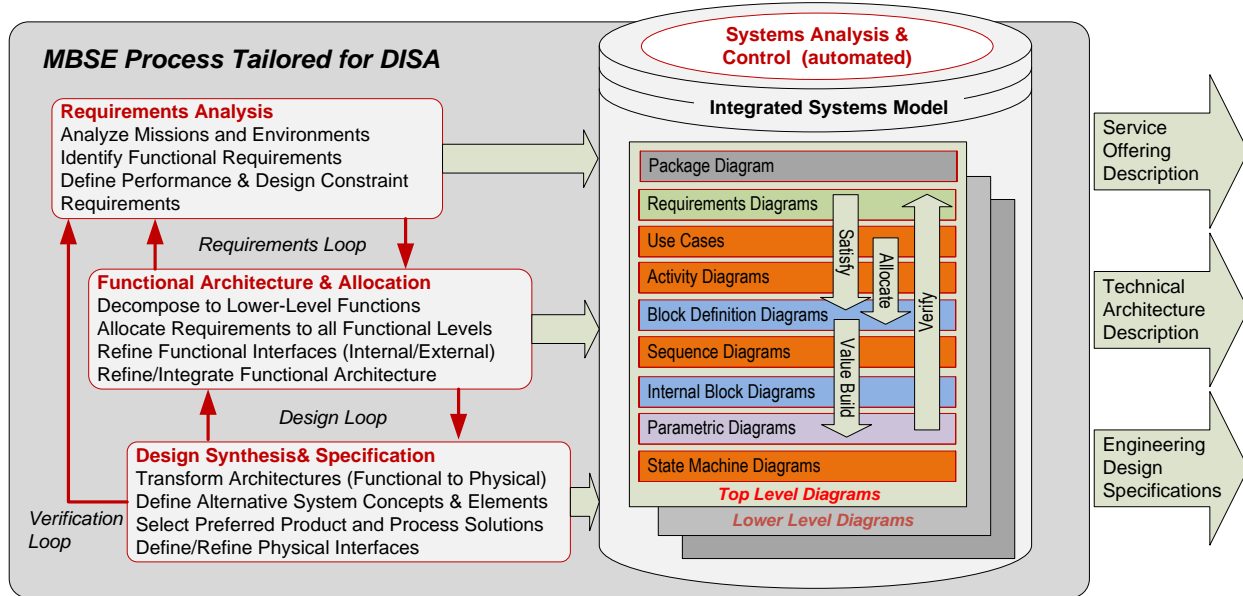 MBSE Process Tailored for DISA
Requirements Analysis
Analyze Missions and Environments
Identify Functional Requirements
Define Performance & Design Constraint
Requirements
Requirements Loop
Functional Architecture & Allocation
Decompose to Lower-Level Functions
Allocate Requirements to all Functional Levels
Refine Functional Interfaces (Internal/External)
Refine/Integrate Functional Architecture
Design Loop
Design Synthesis& Specification
Transform Architectures (Functional to Physical)
Define Alternative System Concepts & Elements
Select Preferred Product and Process Solutions
Define/Refine Physical Interfaces
Verification
Loop
Systems Analysis &
Control (automated)
Integrated Systems Model
Package Diagram
Requirements Diagrams
Use Cases
Activity Diagrams
Block Definition Diagrams
Sequence Diagrams
Internal Block Diagrams
Parametric Diagrams
State Machine Diagrams
Satisfy
Allocate
Verify
Value Build
Top Level Diagrams
Lower Level Diagrams
Service
Offering
Description
Technical
Architecture
Description
Engineering
Design
Specifications